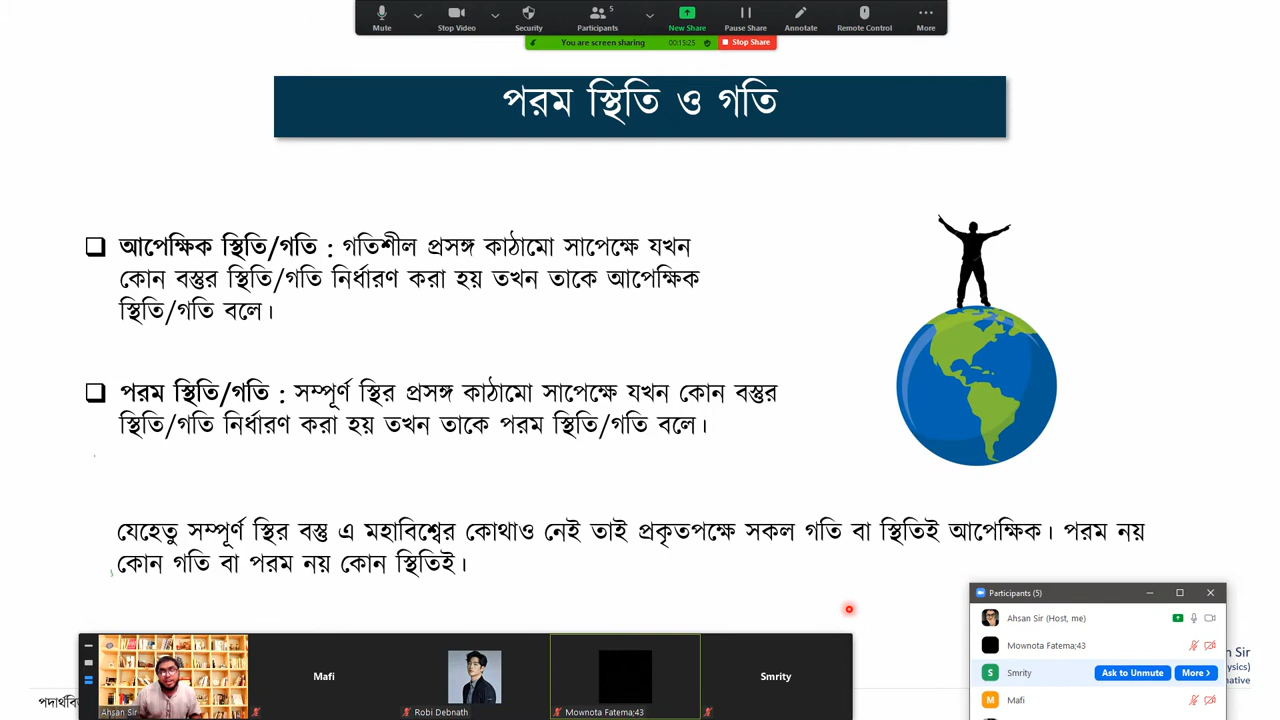 Mute
Stop Video
Security
Participants
5
New Share
Pause Share
Annotate
Remote Control
More
You are screen sharing
00:15:25
Stop Share
পরম স্থিতি ও গতি
আপেক্ষিক স্থিতি/গতি : গতিশীল প্রসঙ্গ কাঠামো সাপেক্ষে যখন
কোন বস্তুর স্থিতি/গতি নির্ধারণ করা হয় তখন তাকে আপেক্ষিক
স্থিতি/গতি বলে।
পরম স্থিতি/গতি : সম্পূর্ণ স্থির প্রসঙ্গ কাঠামো সাপেক্ষে যখন কোন বস্তুর
স্থিতি/গতি নির্ধারণ করা হয় তখন তাকে পরম স্থিতি/গতি বলে।
যেহেতু সম্পূর্ণ স্থির বস্তু এ মহাবিশ্বের কোথাও নেই তাই প্রকৃতপক্ষে সকল গতি বা স্থিতিই আপেক্ষিক। পরম নয়
কোন গতি বা পরম নয় কোন স্থিতিই।
Participants (5)
Ahsan Sir (Host, me)
Mownota Fatema;43
S Smrity
Ask to Unmute
More
M Mafi
Ahsan Sir
Mafi
Robi Debnath
Mownota Fatema;43
Smrity